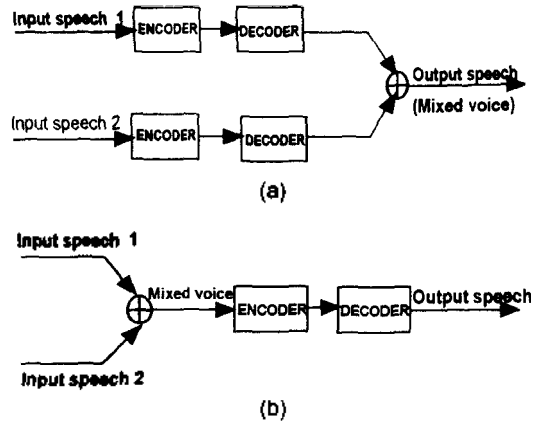 Input speech 1
ENCODER
DECODER
Output speech
(Mixed voice)
Input speech 2
ENCODER
DECODER
(a)
Input speech 1
Mixed voice
ENCODER
DECODER
Output speech
Input speech 2
(b)